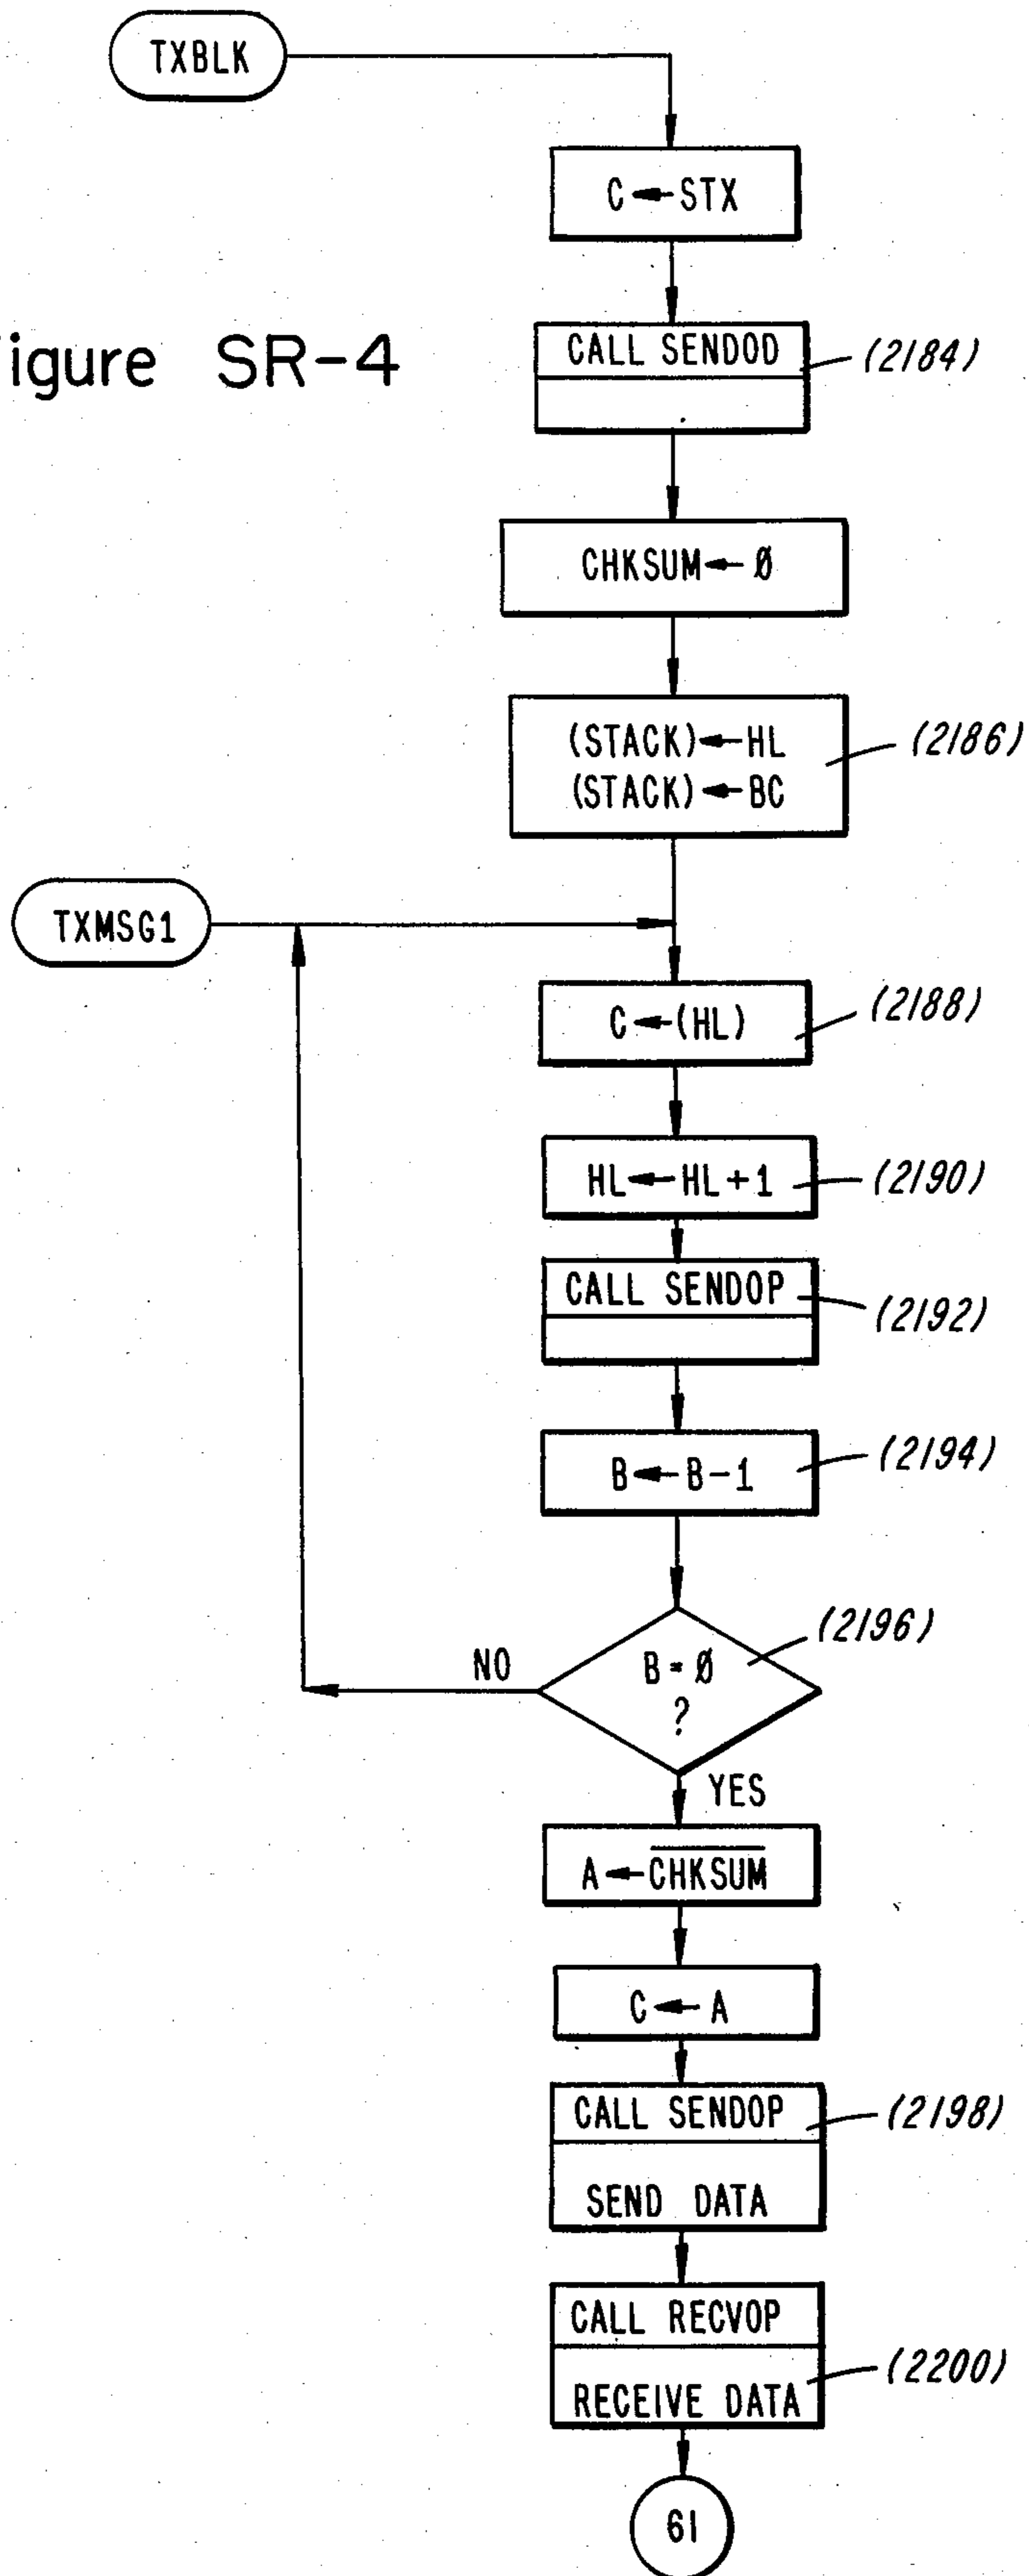 TXBLK
C←STX
igure SR-4
CALL SENDOD
(2184)
CHKSUM←Ø
(STACK)←HL
(STACK)←BC
(2186)
TXMSG1
C←(HL)
(2188)
HL←HL+1
(2190)
CALL SENDOP
(2192)
B←B-1
(2194)
B=Ø
?
(2196)
NO
YES
A←C̅H̅K̅S̅U̅M̅
C←A
CALL SENDOP
(2198)
SEND DATA
CALL RECVOP
RECEIVE DATA
(2200)
61